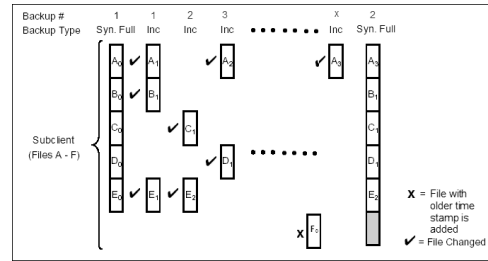 Backup # 1 1 2 3 x 2
Backup Type Syn. Full Inc Inc Inc Inc Syn. Full
A0 A1 A2 A3 A3
B0 B1 B1
C0 C1 C1
Subclient
(Files A - F)
D0 D1 D1
E0 E1 E2 E2
x F0
x = File with
older time
stamp is
added
✓ = File Changed